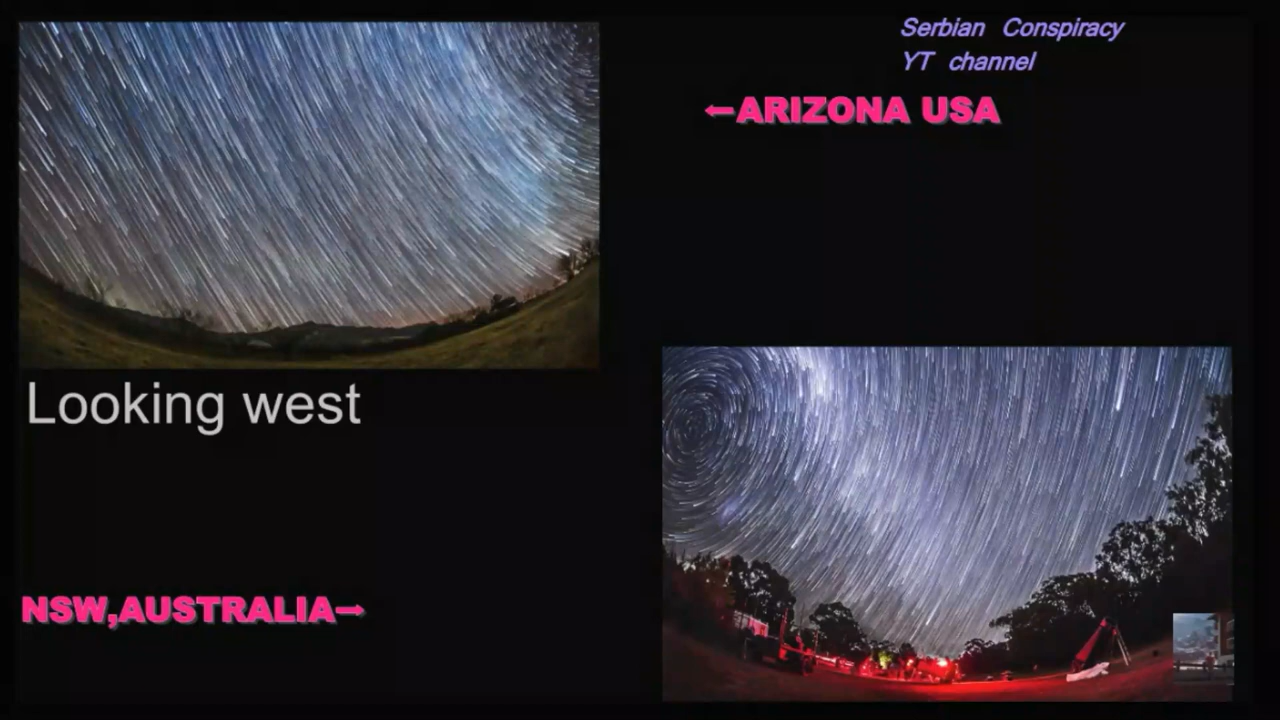 Serbian Conspiracy
YT channel
←ARIZONA USA
Looking west
NSW,AUSTRALIA→